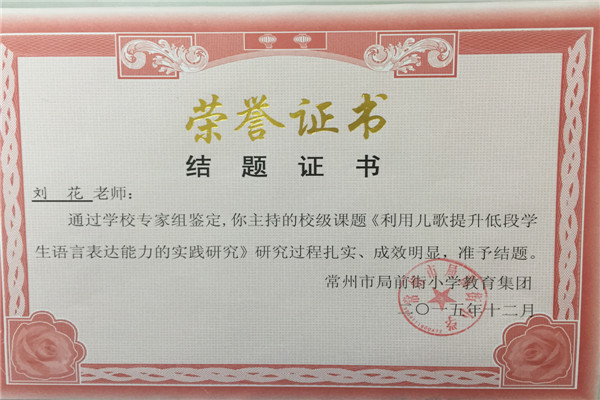 荣誉证书
结题证书
刘 花 老师：
通过学校专家组鉴定，你主持的校级课题《利用儿歌提升低段学
生语言表达能力的实践研究》研究过程扎实、成效明显，准予结题。
常州市局前街小学教育集团
二〇一五年十二月